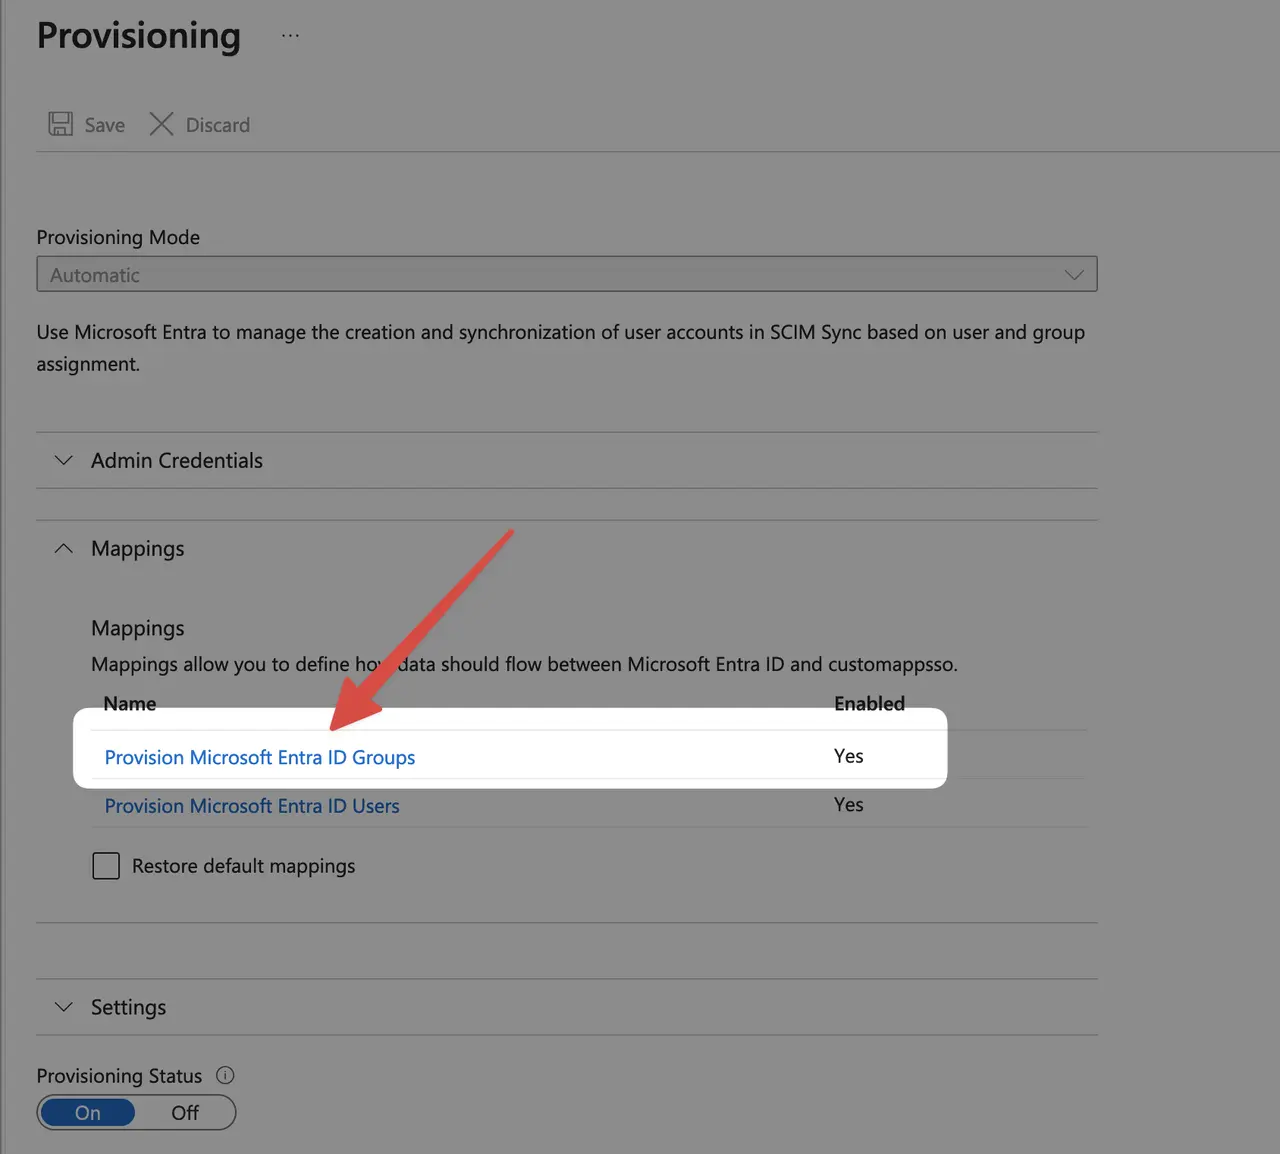 Provisioning ...
Save Discard
Provisioning Mode
Automatic
Use Microsoft Entra to manage the creation and synchronization of user accounts in SCIM Sync based on user and group
assignment.
Admin Credentials
Mappings
Mappings
Mappings allow you to define how data should flow between Microsoft Entra ID and customappsso.
Name Enabled
Provision Microsoft Entra ID Groups Yes
Provision Microsoft Entra ID Users Yes
Restore default mappings
Settings
Provisioning Status
On Off